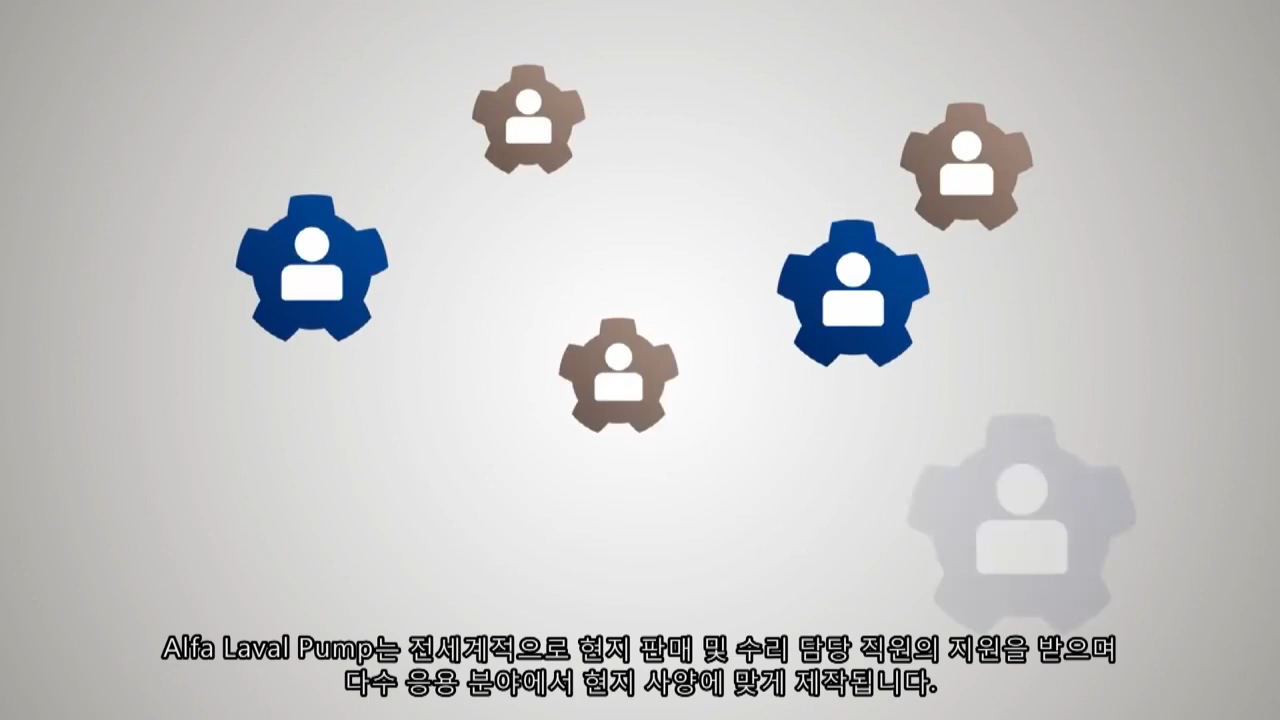 Alfa Laval Pump는 전세계적으로 현지 판매 및 수리 담당 직원의 지원을 받으며
다수 응용 분야에서 현지 사양에 맞게 제작됩니다.